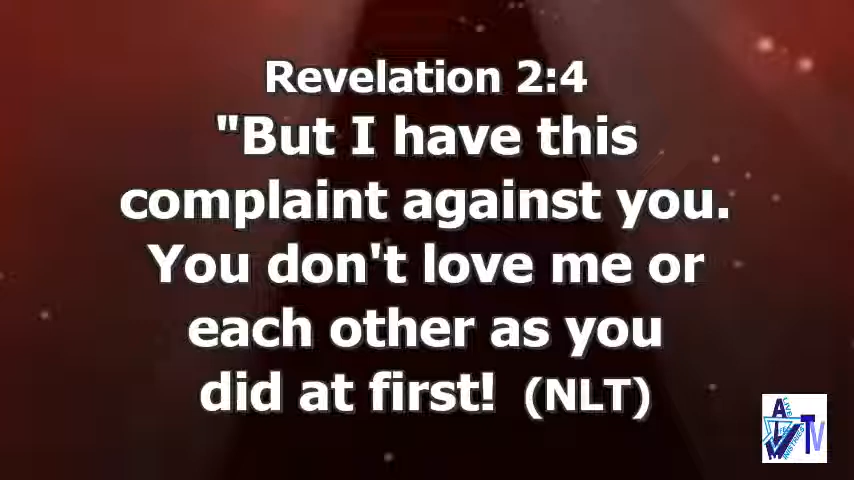 Revelation 2:4
"But I have this
complaint against you.
You don't love me or
each other as you
did at first! (NLT)
TV